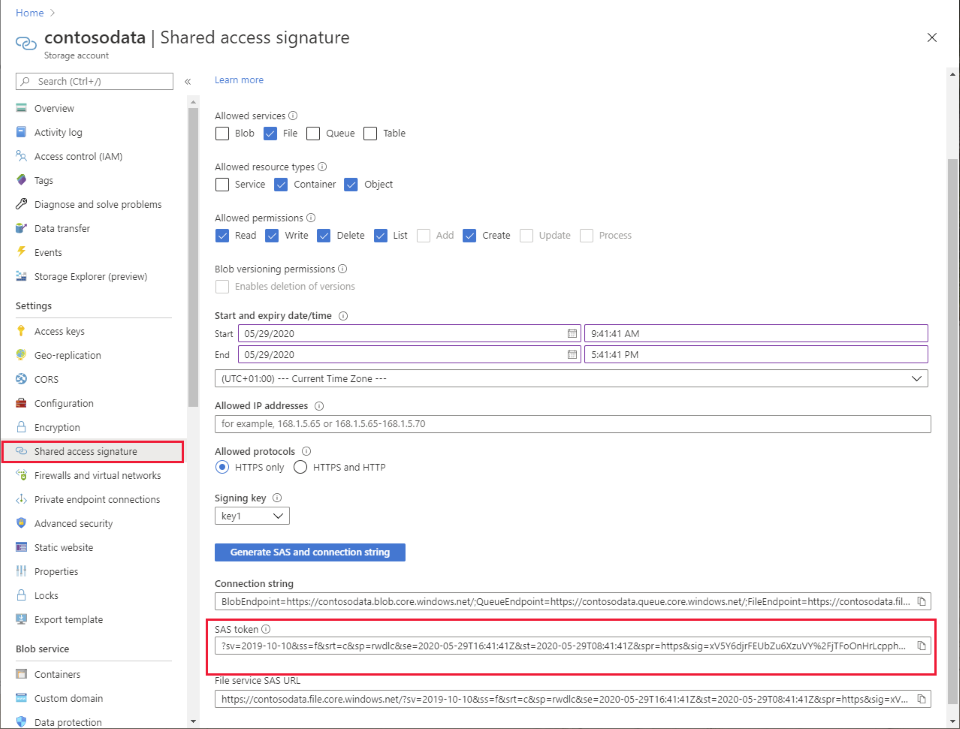 Home >
contosodata | Shared access signature
Storage account
Search (Ctrl+/)
«
Overview
Activity log
Access control (IAM)
Tags
Diagnose and solve problems
Data transfer
Events
Storage Explorer (preview)
Settings
Access keys
Geo-replication
CORS
Configuration
Encryption
Shared access signature
Firewalls and virtual networks
Private endpoint connections
Advanced security
Static website
Properties
Locks
Export template
Blob service
Containers
Custom domain
Data protection
Learn more
Allowed services
Blob File Queue Table
Allowed resource types
Service Container Object
Allowed permissions
Read Write Delete List Add Create Update Process
Blob versioning permissions
Enables deletion of versions
Start and expiry date/time
Start 05/29/2020 9:41:41 AM
End 05/29/2020 5:41:41 PM
(UTC+01:00) --- Current Time Zone ---
Allowed IP addresses
for example, 168.1.5.65 or 168.1.5.65-168.1.5.70
Allowed protocols
HTTPS only HTTPS and HTTP
Signing key
key1
Generate SAS and connection string
Connection string
BlobEndpoint=https://contosodata.blob.core.windows.net/;QueueEndpoint=https://contosodata.queue.core.windows.net/;FileEndpoint=https://contosodata.fil...
SAS token
?sv=2019-10-10&ss=f&srt=c&sp=rwdlc&se=2020-05-29T16:41:41Z&st=2020-05-29T08:41:41Z&spr=https&sig=xV5Y6djrFEUbZu6XzuVY%2FjTFoOnHrLcpph...
File service SAS URL
https://contosodata.file.core.windows.net/?sv=2019-10-10&ss=f&srt=c&sp=rwdlc&se=2020-05-29T16:41:41Z&st=2020-05-29T08:41:41Z&spr=https&sig=xV...